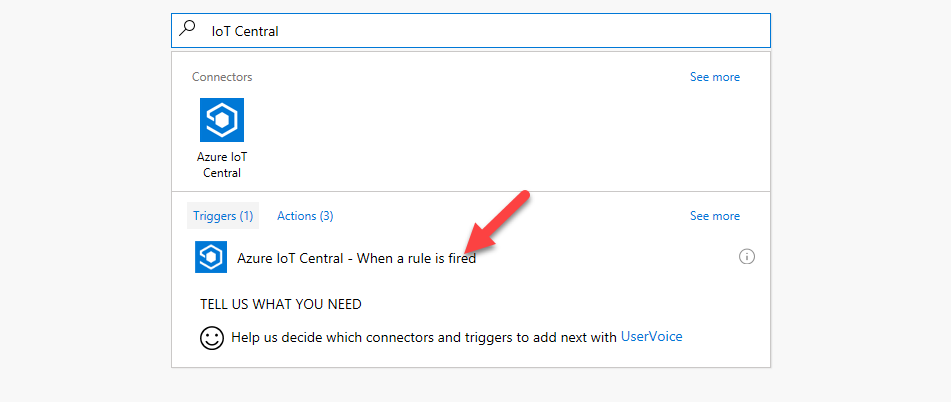 IoT Central
Connectors
See more
Azure IoT
Central
Triggers (1)
Actions (3)
See more
Azure IoT Central - When a rule is fired
TELL US WHAT YOU NEED
Help us decide which connectors and triggers to add next with UserVoice